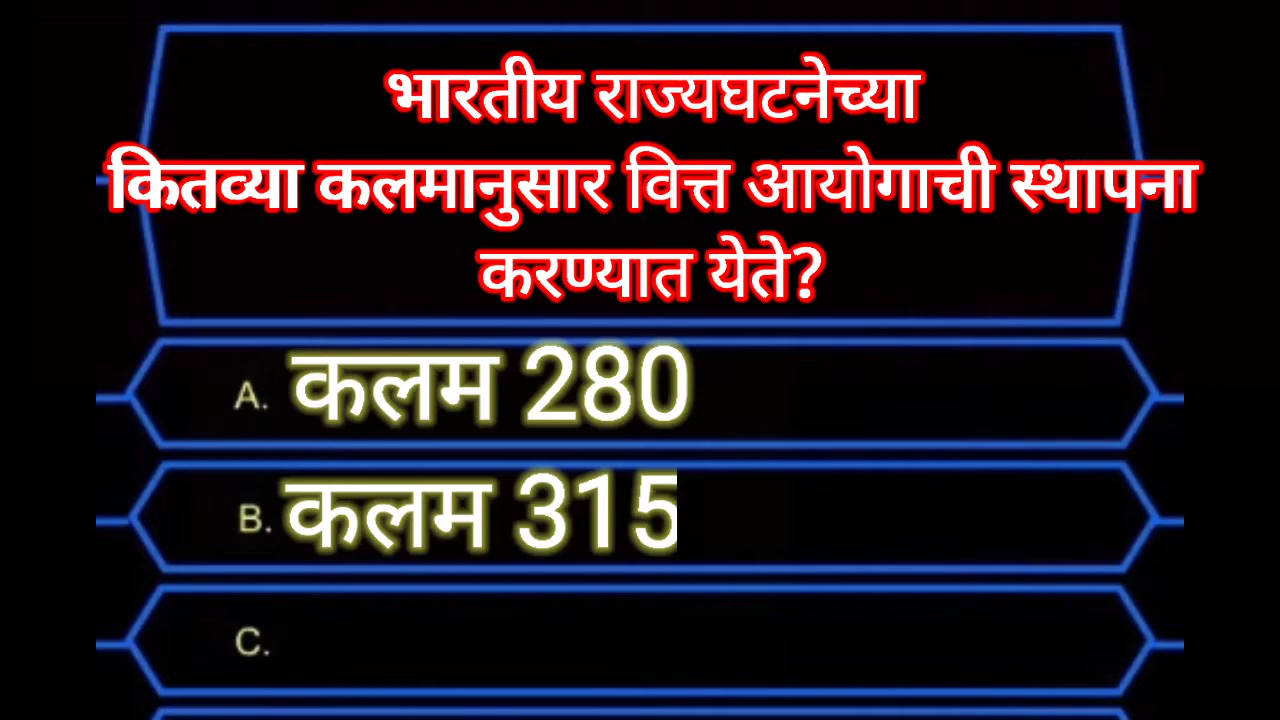 भारतीय राज्यघटनेच्या
कितव्या कलमानुसार वित्त आयोगाची स्थापना
करण्यात येते?
A. कलम 280
B. कलम 315
C.